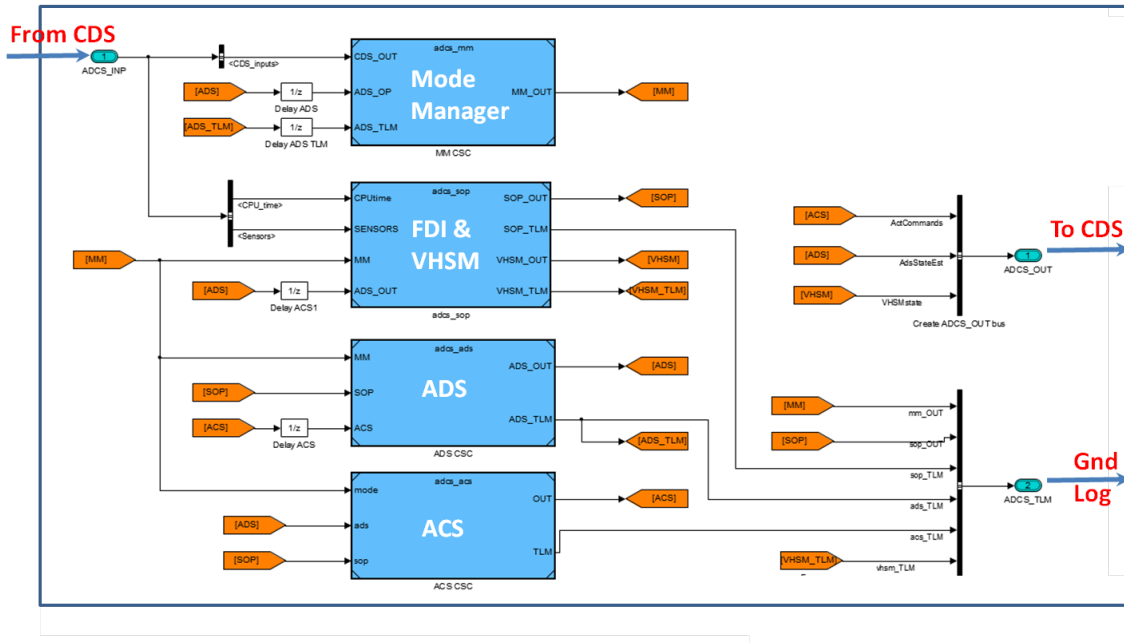 From CDS
1
ADCS_INP
<CDS_inputs>
[ADS]
1/z
Delay ADS
[ADS_TLM]
1/z
Delay ADS TLM
adcs_mm
CDS_OUT
ADS_OP
ADS_TLM
Mode
Manager
MM_OUT
MM CSC
[MM]
<CPU_time>
<Sensors>
[MM]
[ADS]
1/z
Delay ACS1
adcs_sop
CPUtime
SENSORS
MM
ADS_OUT
FDI &
VHSM
SOP_OUT
SOP_TLM
VHSM_OUT
VHSM_TLM
adcs_sop
[SOP]
[VHSM]
[VHSM_TLM]
[SOP]
[ACS]
1/z
Delay ACS
adcs_ads
MM
SOP
ACS
ADS
ADS_OUT
ADS_TLM
ADS CSC
[ADS]
[ADS_TLM]
[ADS]
[SOP]
adcs_acs
mode
ads
sop
ACS
OUT
TLM
ACS CSC
[ACS]
[ACS]
ActCommands
[ADS]
AdsStateEst
[VHSM]
VHSMstate
Create ADCS_OUT bus
1
ADCS_OUT
To CDS
[MM]
mm_OUT
[SOP]
sop_OUT
sop_TLM
ads_TLM
acs_TLM
[VHSM_TLM]
vhsm_TLM
2
ADCS_TLM
Gnd
Log